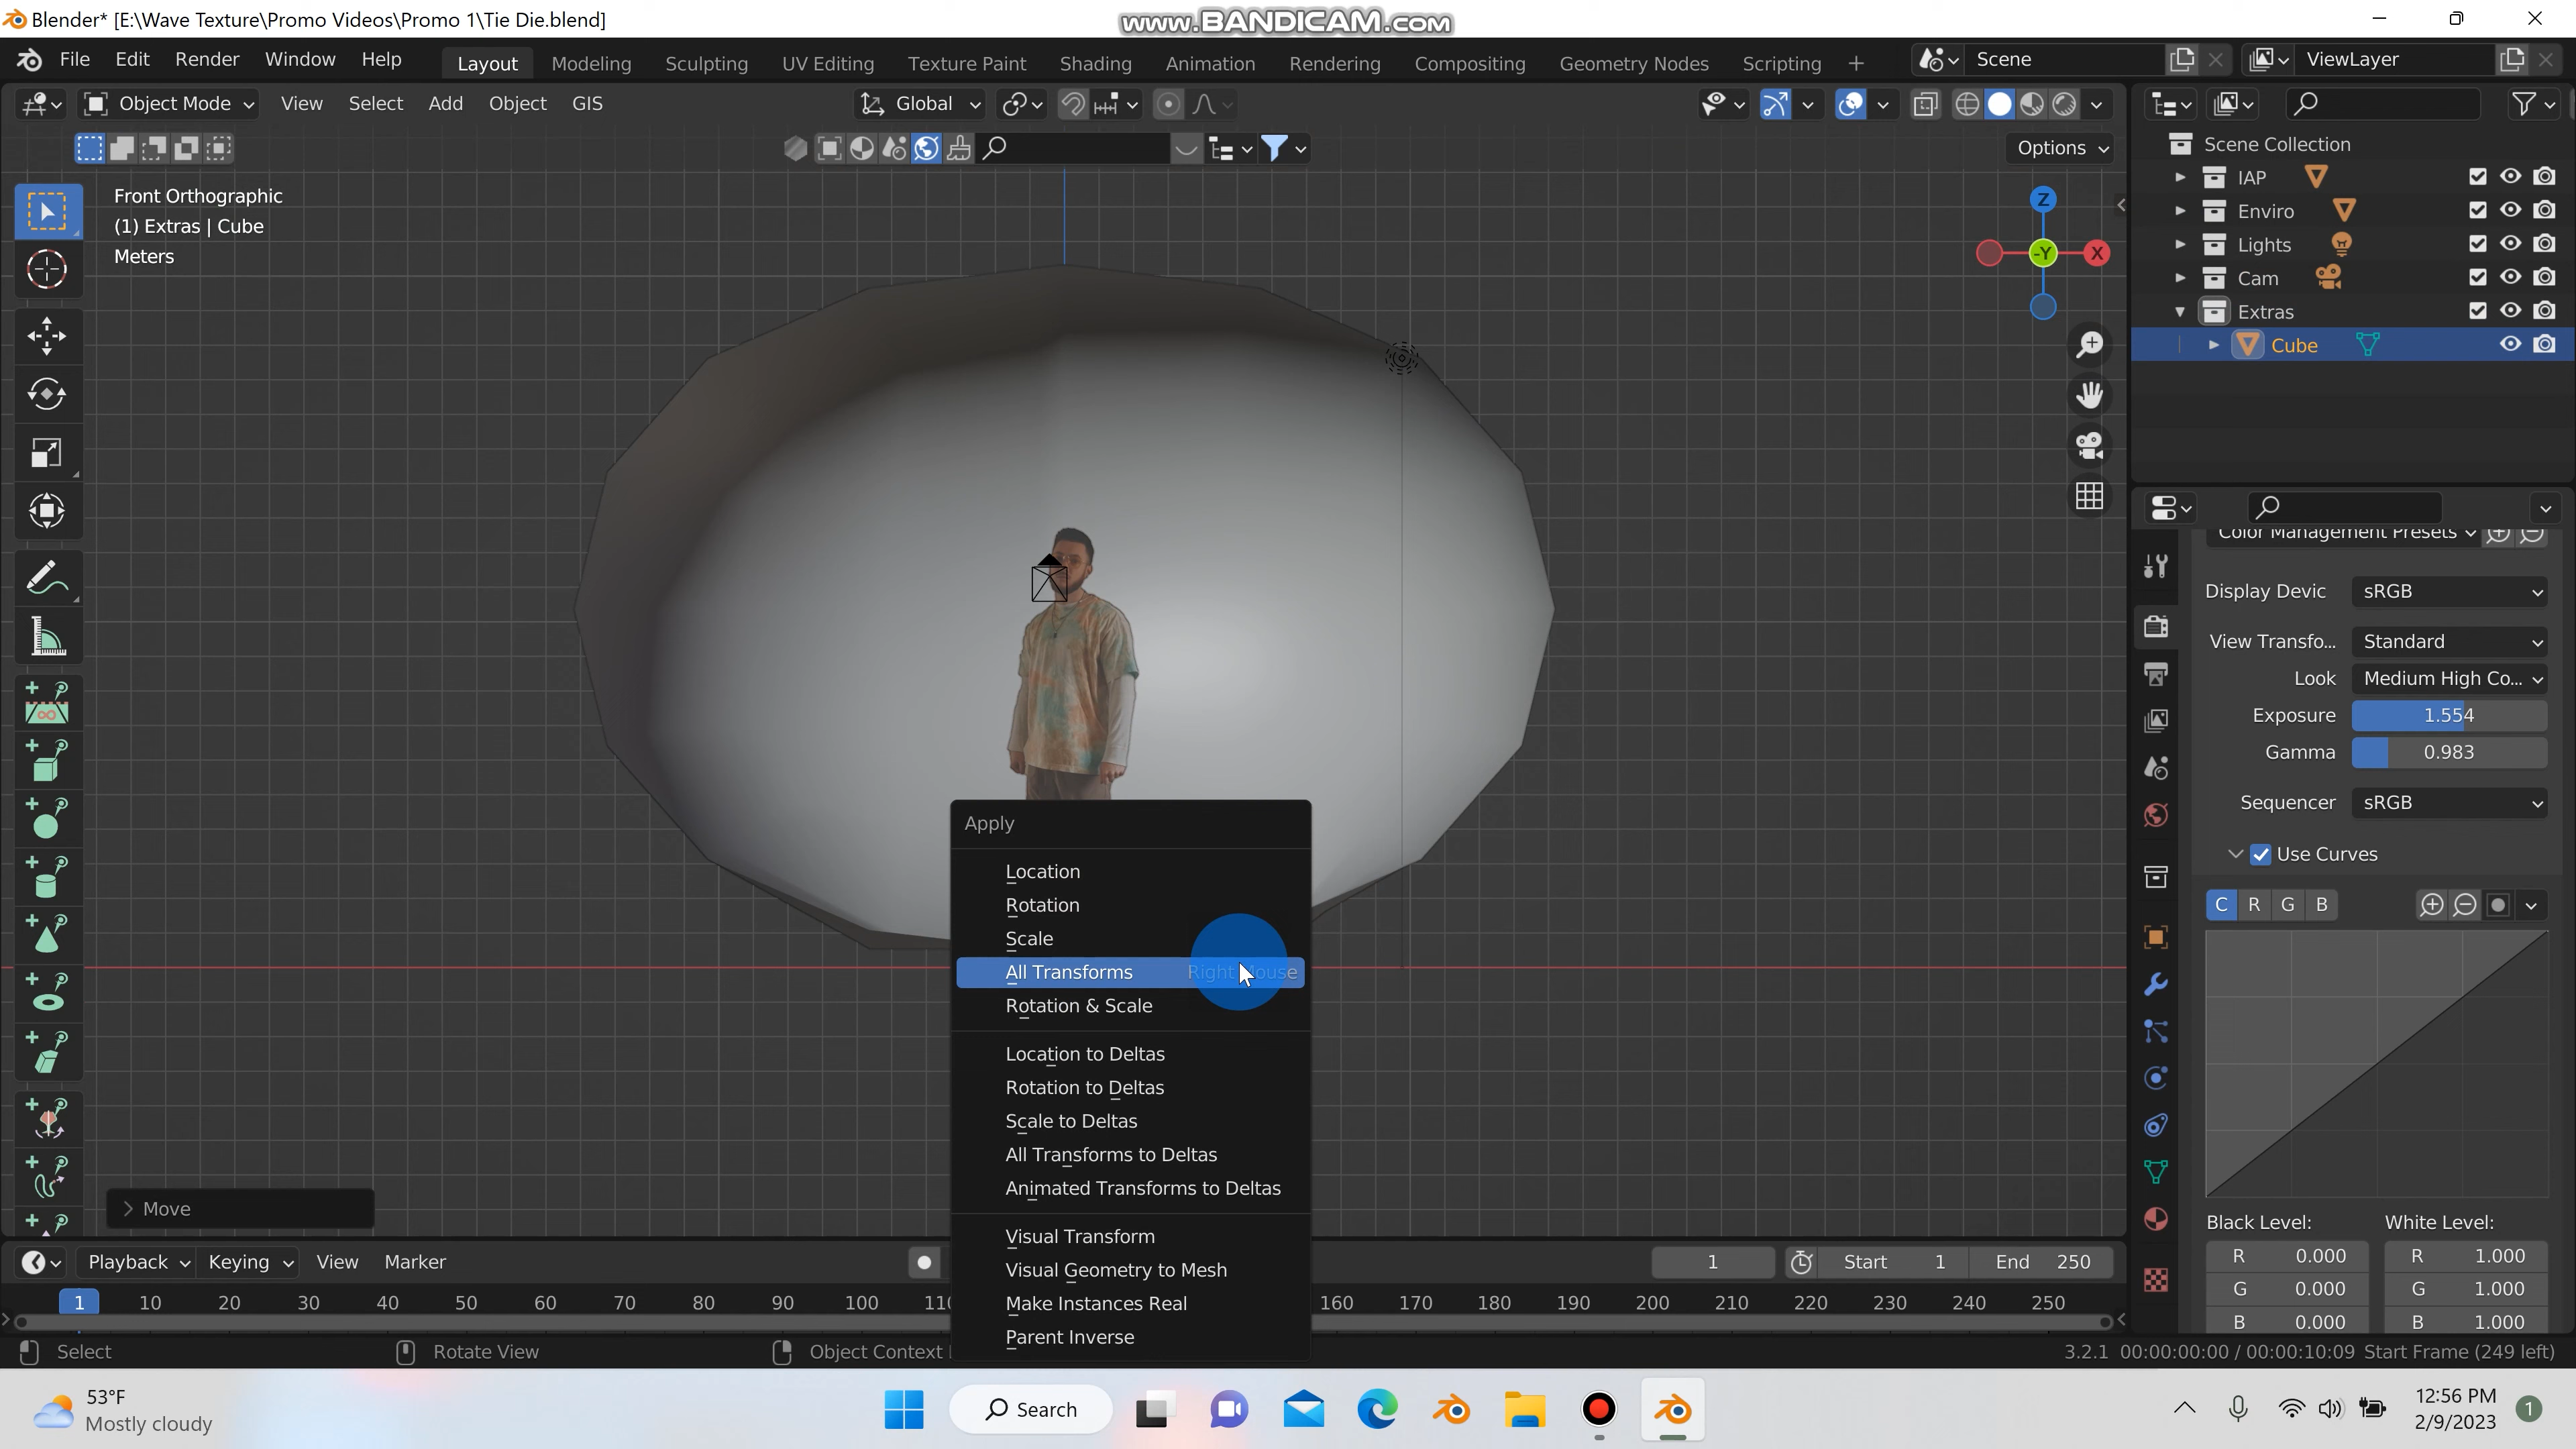 Blender* [E:\Wave Texture\Promo Videos\Promo 1\Tie Die.blend]
www.BANDICAM.com
File Edit Render Window Help
Layout Modeling Sculpting UV Editing Texture Paint Shading Animation Rendering Compositing Geometry Nodes Scripting +
Scene
ViewLayer
Object Mode View Select Add Object GIS
Global
Options
Front Orthographic
(1) Extras | Cube
Meters
Z
-Y
X
Scene Collection
IAP
Enviro
Lights
Cam
Extras
Cube
Color Management Presets
Display Devic sRGB
View Transfo... Standard
Look Medium High Co...
Exposure 1.554
Gamma 0.983
Sequencer sRGB
Use Curves
C R G B
Black Level: White Level:
R 0.000 R 1.000
G 0.000 G 1.000
B 0.000 B 1.000
Apply
Location
Rotation
Scale
All Transforms Right Mouse
Rotation & Scale
Location to Deltas
Rotation to Deltas
Scale to Deltas
All Transforms to Deltas
Animated Transforms to Deltas
Visual Transform
Visual Geometry to Mesh
Make Instances Real
Parent Inverse
Move
Playback Keying View Marker
1 Start 1 End 250
1 10 20 30 40 50 60 70 80 90 100 160 170 180 190 200 210 220 230 240 250
Select Rotate View Object Context
3.2.1 00:00:00:00 / 00:00:10:09 Start Frame (249 left)
53°F
Mostly cloudy
Search
12:56 PM
2/9/2023
1